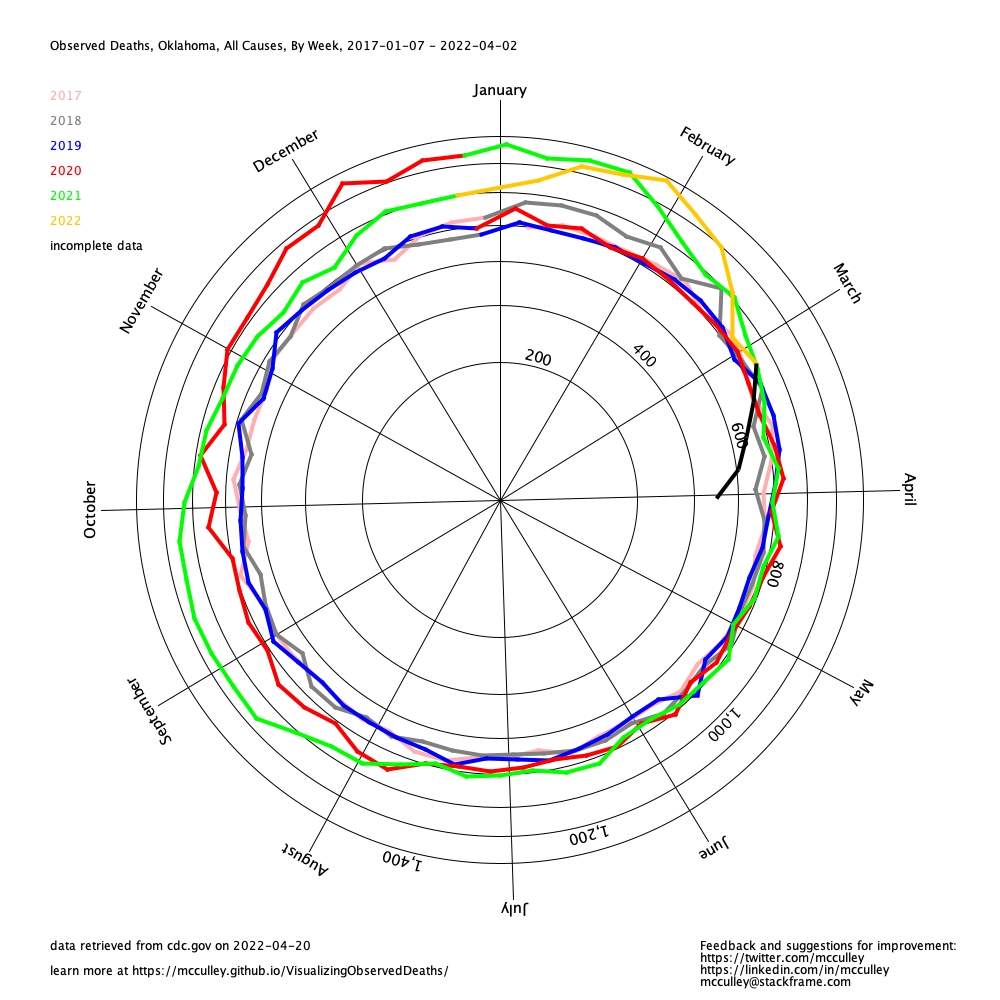 Observed Deaths, Oklahoma, All Causes, By Week, 2017-01-07 - 2022-04-02
2017
2018
2019
2020
2021
2022
incomplete data
January
February
March
April
May
June
July
August
September
October
November
December
200
400
600
800
1,000
1,200
1,400
data retrieved from cdc.gov on 2022-04-20
learn more at https://mcculley.github.io/VisualizingObservedDeaths/
Feedback and suggestions for improvement:
https://twitter.com/mcculley
https://linkedin.com/in/mcculley
mcculley@stackframe.com